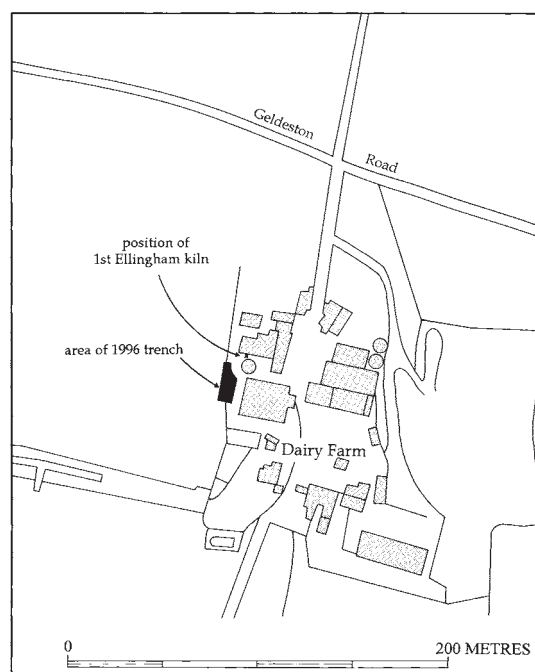 Geldeston
Road
position of
1st Ellingham kiln
area of 1996 trench
Dairy Farm
0
200 METRES